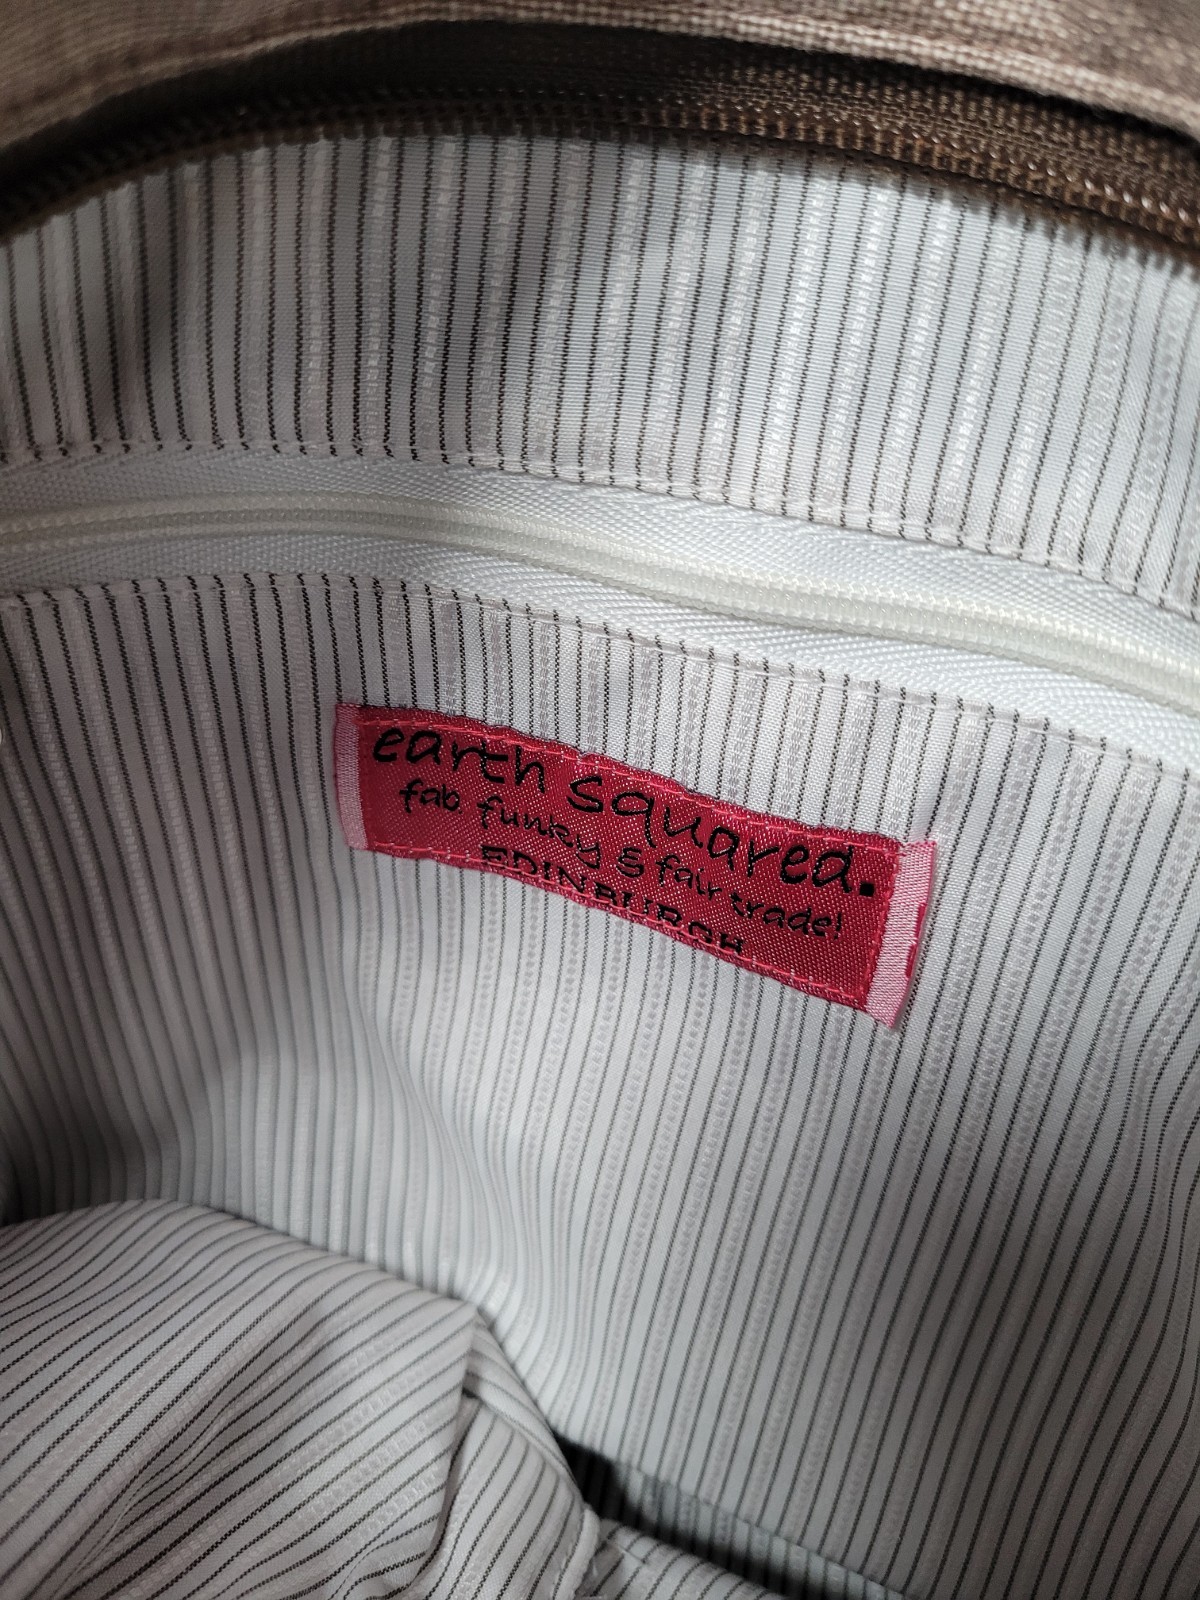 earth squared.
fab funky & fair trade!
EDINBURGH